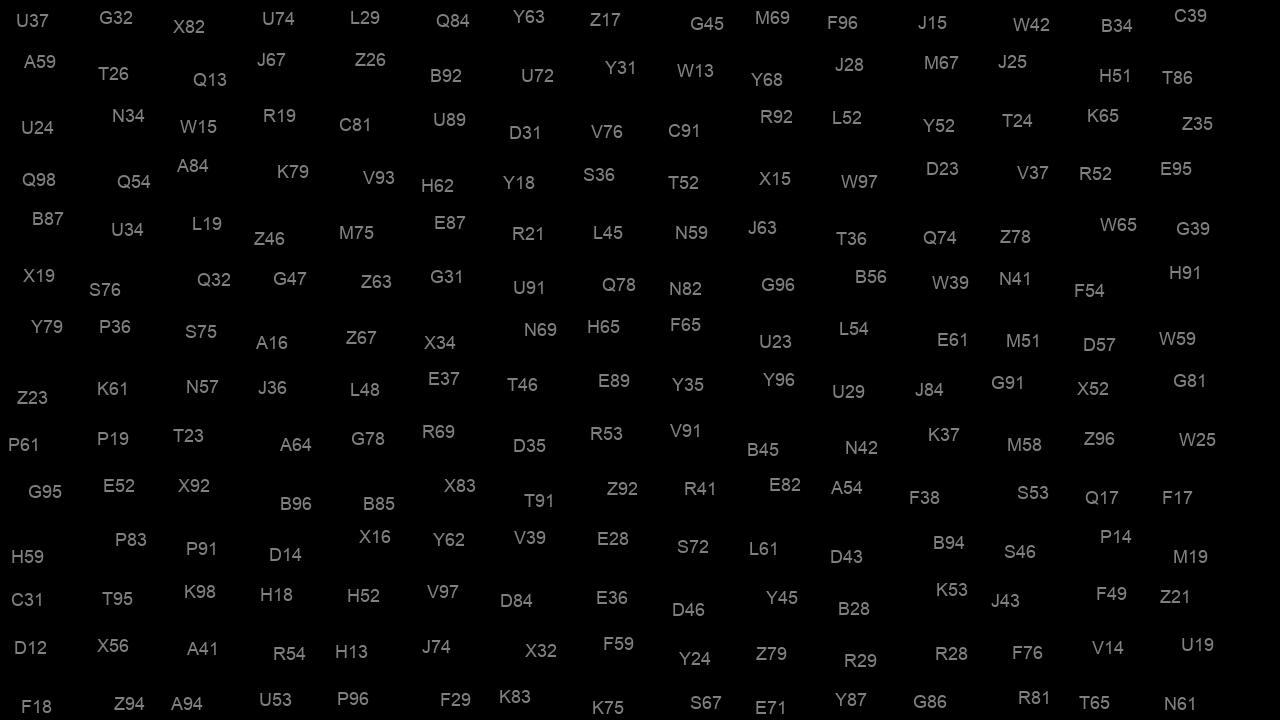 U37 G32 X82 U74 L29 Q84 Y63 Z17 G45 M69 F96 J15 W42 B34 C39
A59 T26 Q13 J67 Z26 B92 U72 Y31 W13 Y68 J28 M67 J25 H51 T86
U24 N34 W15 R19 C81 U89 D31 V76 C91 R92 L52 Y52 T24 K65 Z35
Q98 Q54 A84 K79 V93 H62 Y18 S36 T52 X15 W97 D23 V37 R52 E95
B87 U34 L19 Z46 M75 E87 R21 L45 N59 J63 T36 Q74 Z78 W65 G39
X19 S76 Q32 G47 Z63 G31 U91 Q78 N82 G96 B56 W39 N41 F54 H91
Y79 P36 S75 A16 Z67 X34 N69 H65 F65 U23 L54 E61 M51 D57 W59
Z23 K61 N57 J36 L48 E37 T46 E89 Y35 Y96 U29 J84 G91 X52 G81
P61 P19 T23 A64 G78 R69 D35 R53 V91 B45 N42 K37 M58 Z96 W25
G95 E52 X92 B96 B85 X83 T91 Z92 R41 E82 A54 F38 S53 Q17 F17
H59 P83 P91 D14 X16 Y62 V39 E28 S72 L61 D43 B94 S46 P14 M19
C31 T95 K98 H18 H52 V97 D84 E36 D46 Y45 B28 K53 J43 F49 Z21
D12 X56 A41 R54 H13 J74 X32 F59 Y24 Z79 R29 R28 F76 V14 U19
F18 Z94 A94 U53 P96 F29 K83 K75 S67 E71 Y87 G86 R81 T65 N61